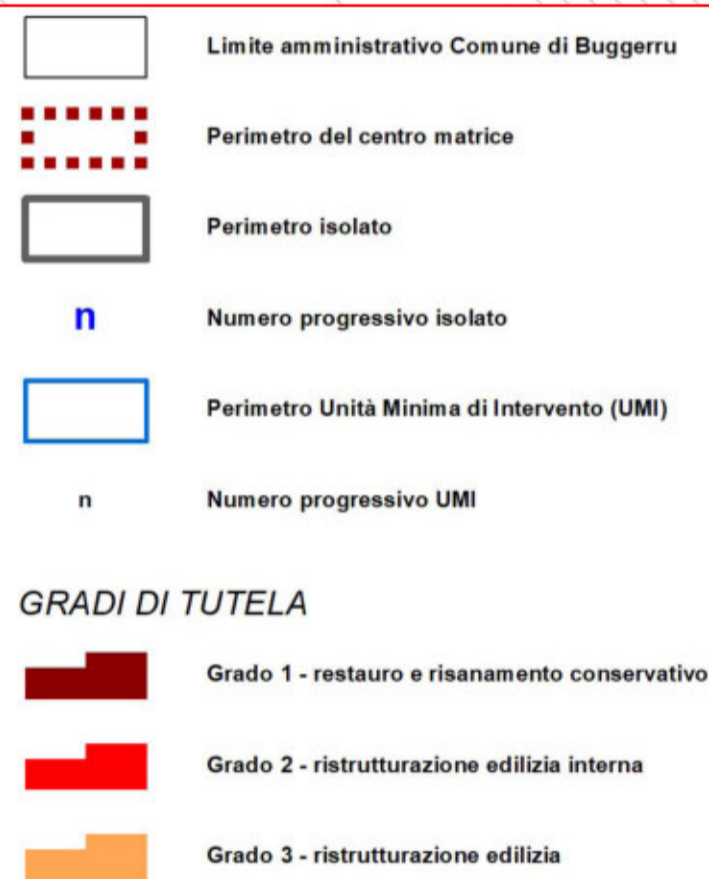 Limite amministrativo Comune di Buggerru
Perimetro del centro matrice
Perimetro isolato
n Numero progressivo isolato
Perimetro Unità Minima di Intervento (UMI)
n Numero progressivo UMI
GRADI DI TUTELA
Grado 1 - restauro e risanamento conservativo
Grado 2 - ristrutturazione edilizia interna
Grado 3 - ristrutturazione edilizia